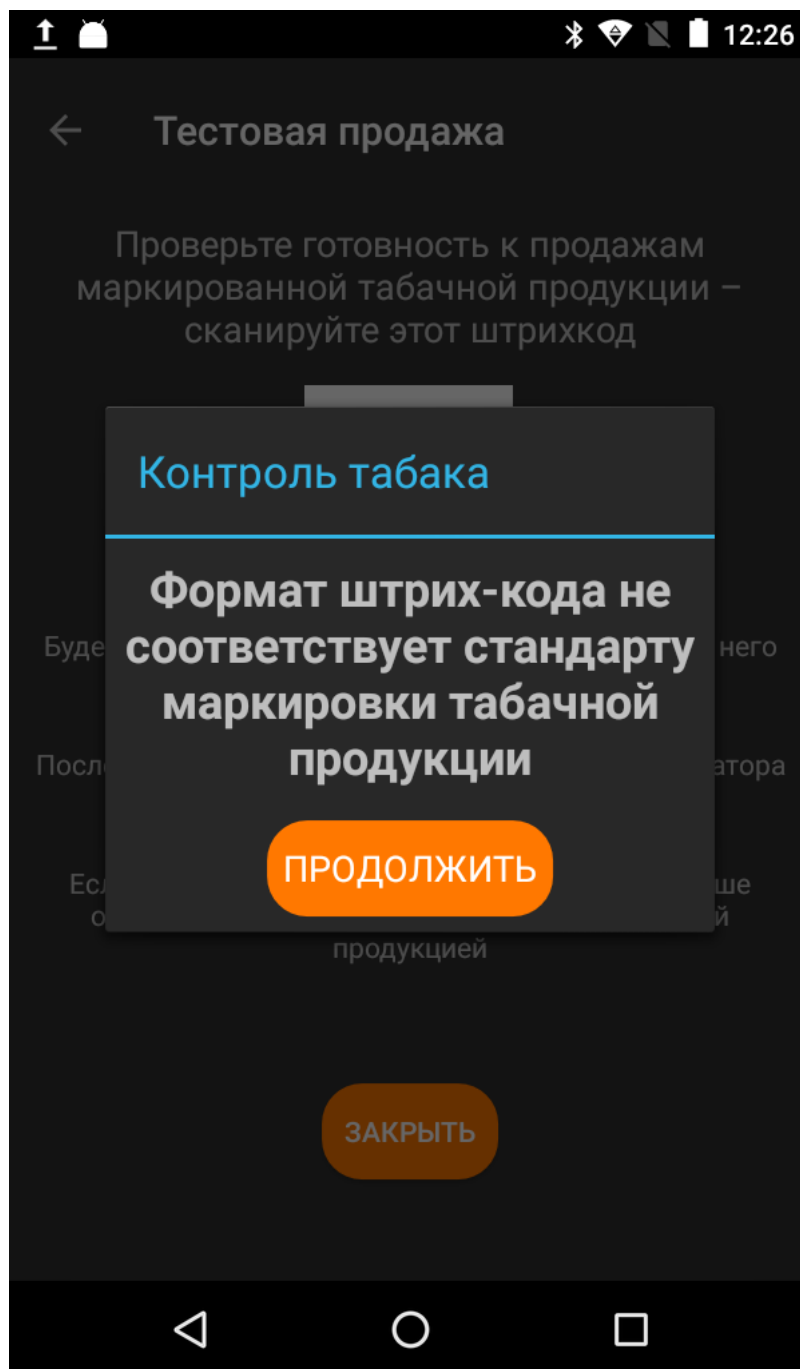 12:26
Тестовая продажа
Проверьте готовность к продажам
маркированной табачной продукции –
сканируйте этот штрихкод
Контроль табака
Формат штрих-кода не
соответствует стандарту
маркировки табачной
продукции
него
ПРОДОЛЖИТЬ
продукцией
ЗАКРЫТЬ